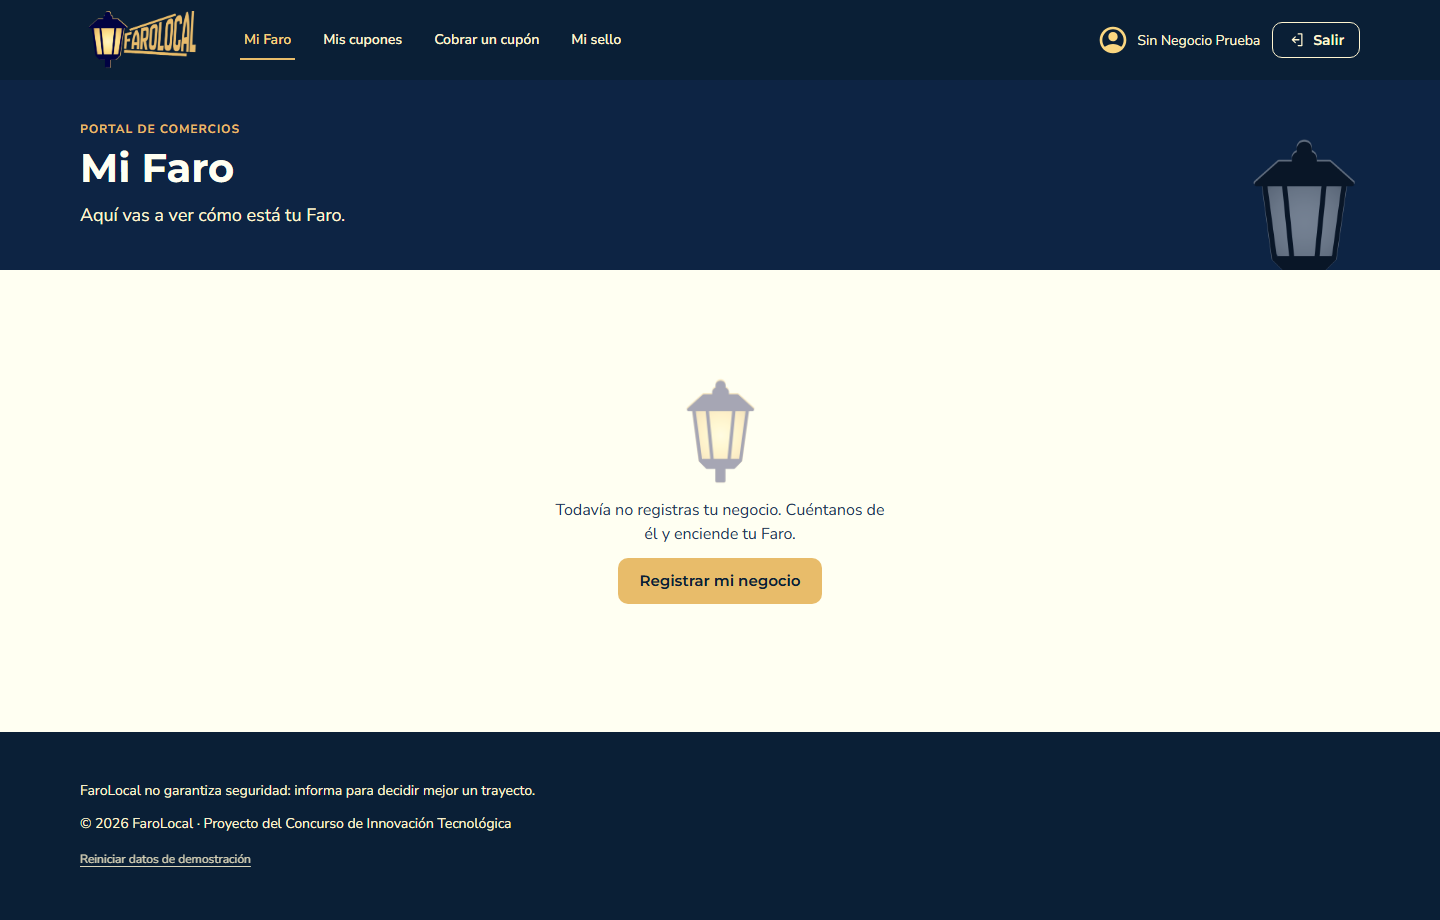 FAROLOCAL
Mi Faro
Mis cupones
Cobrar un cupón
Mi sello
Sin Negocio Prueba
Salir
PORTAL DE COMERCIOS
Mi Faro
Aquí vas a ver cómo está tu Faro.
Todavía no registras tu negocio. Cuéntanos de
él y enciende tu Faro.
Registrar mi negocio
FaroLocal no garantiza seguridad: informa para decidir mejor un trayecto.
© 2026 FaroLocal · Proyecto del Concurso de Innovación Tecnológica
Reiniciar datos de demostración